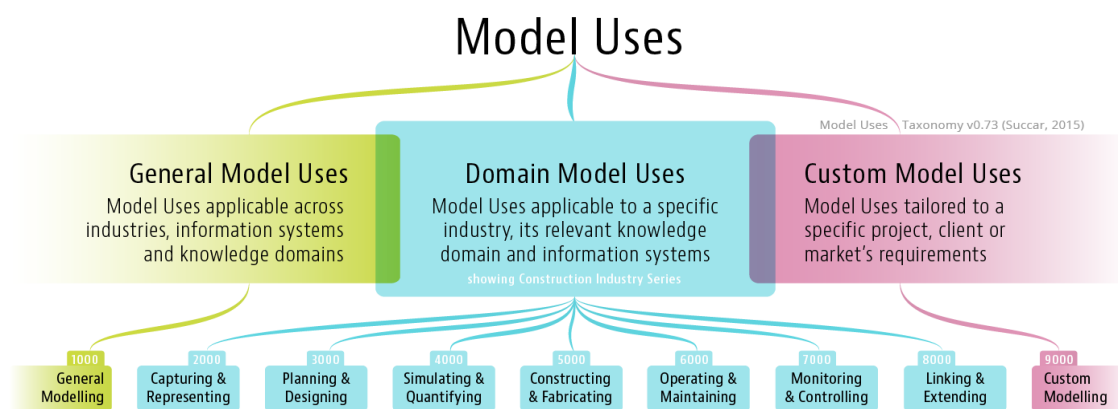 Model Uses
Model Uses Taxonomy v0.73 (Succar, 2015)
General Model Uses
Model Uses applicable across
industries, information systems
and knowledge domains
Domain Model Uses
Model Uses applicable to a specific
industry, its relevant knowledge
domain and information systems
showing Construction Industry Series
Custom Model Uses
Model Uses tailored to a
specific project, client or
market's requirements
1000
General
Modelling
2000
Capturing &
Representing
3000
Planning &
Designing
4000
Simulating &
Quantifying
5000
Constructing
& Fabricating
6000
Operating &
Maintaining
7000
Monitoring
& Controlling
8000
Linking &
Extending
9000
Custom
Modelling